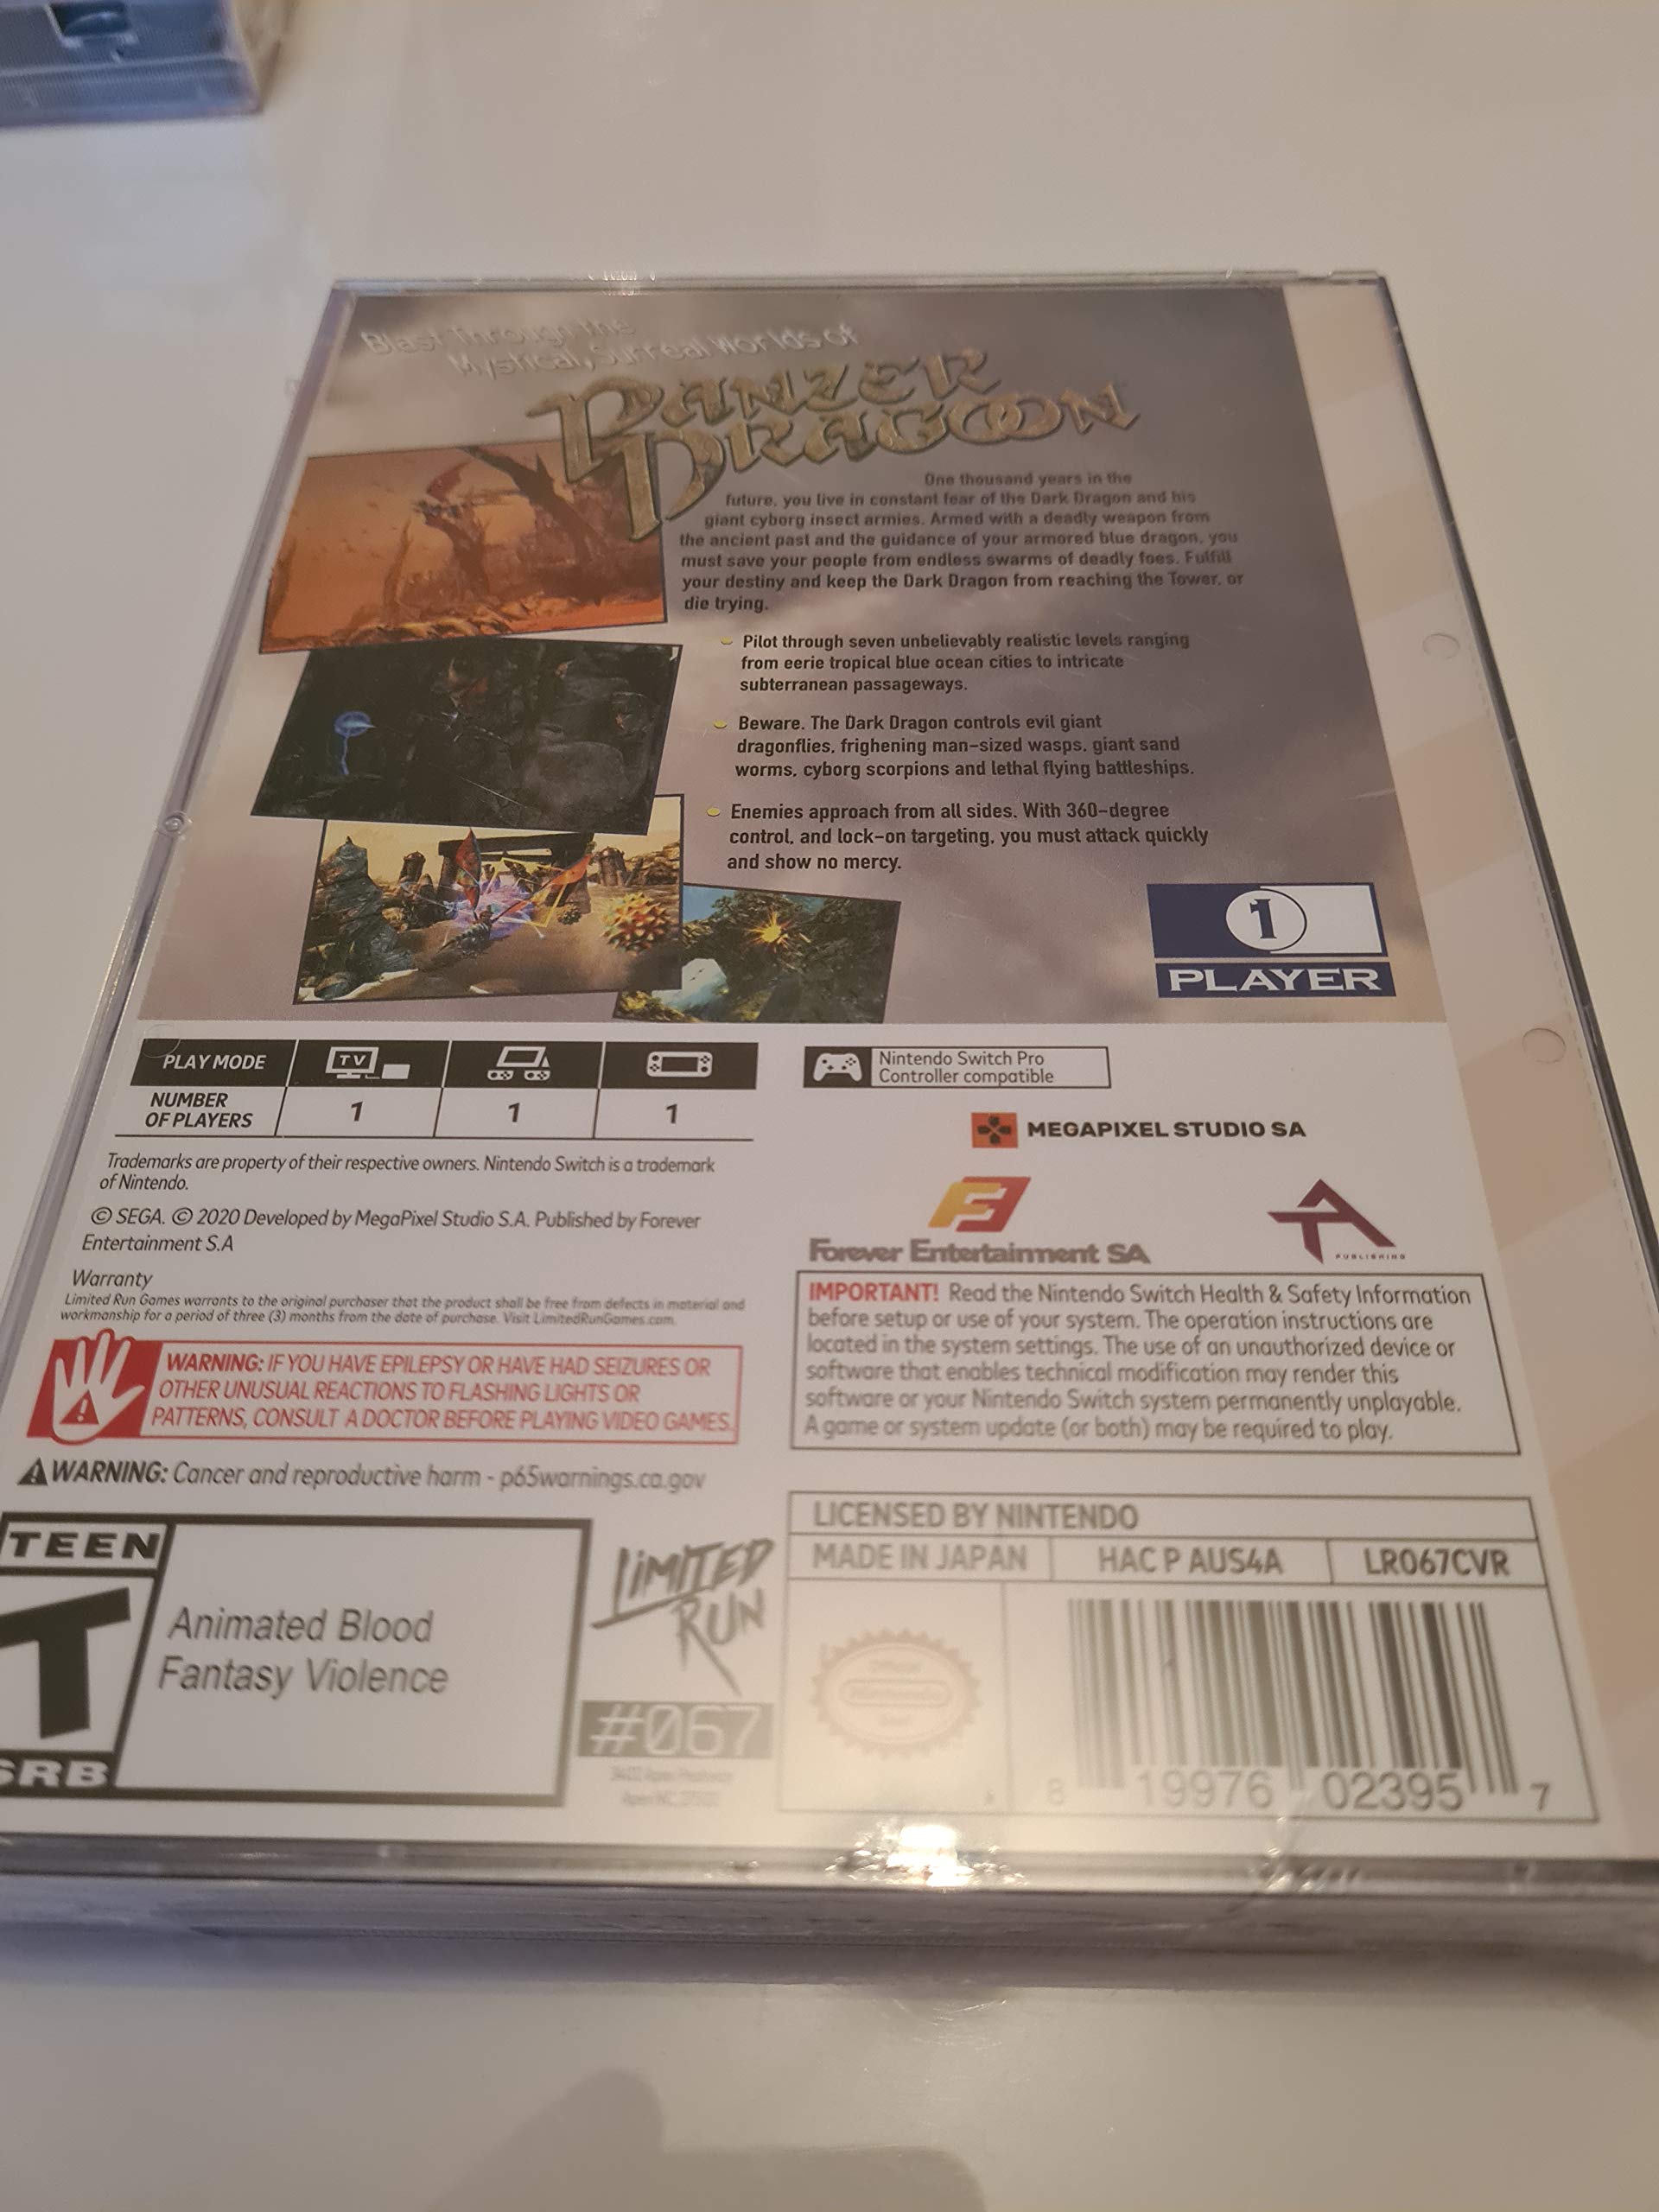 Blast Through the
Mystical, Surreal Worlds of
PANZER
DRAGOON
One thousand years in the
future, you live in constant fear of the Dark Dragon and his
giant cyborg insect armies. Armed with a deadly weapon from
the ancient past and the guidance of your armored blue dragon, you
must save your people from endless swarms of deadly foes. Fulfill
your destiny and keep the Dark Dragon from reaching the Tower, or
die trying.
Pilot through seven unbelievably realistic levels ranging
from eerie tropical blue ocean cities to intricate
subterranean passageways.
Beware. The Dark Dragon controls evil giant
dragonflies, frighening man-sized wasps, giant sand
worms, cyborg scorpions and lethal flying battleships.
Enemies approach from all sides. With 360-degree
control, and lock-on targeting, you must attack quickly
and show no mercy.
1
PLAYER
PLAY MODE
TV
NUMBER
OF PLAYERS
1 1 1
Nintendo Switch Pro
Controller compatible
MEGAPIXEL STUDIO SA
Forever Entertainment SA
PUBLISHING
Trademarks are property of their respective owners. Nintendo Switch is a trademark
of Nintendo.
© SEGA. © 2020 Developed by MegaPixel Studio S.A. Published by Forever
Entertainment S.A
Warranty
Limited Run Games warrants to the original purchaser that the product shall be free from defects in material and
workmanship for a period of three (3) months from the date of purchase. Visit LimitedRunGames.com.
WARNING: IF YOU HAVE EPILEPSY OR HAVE HAD SEIZURES OR
OTHER UNUSUAL REACTIONS TO FLASHING LIGHTS OR
PATTERNS, CONSULT A DOCTOR BEFORE PLAYING VIDEO GAMES.
WARNING: Cancer and reproductive harm - p65warnings.ca.gov
IMPORTANT! Read the Nintendo Switch Health & Safety Information
before setup or use of your system. The operation instructions are
located in the system settings. The use of an unauthorized device or
software that enables technical modification may render this
software or your Nintendo Switch system permanently unplayable.
A game or system update (or both) may be required to play.
TEEN
T
SRB
Animated Blood
Fantasy Violence
LIMITED
RUN
#067
LICENSED BY NINTENDO
MADE IN JAPAN HAC P AUS4A LR067CVR
Official
Nintendo
Seal
8 19976 02395 7